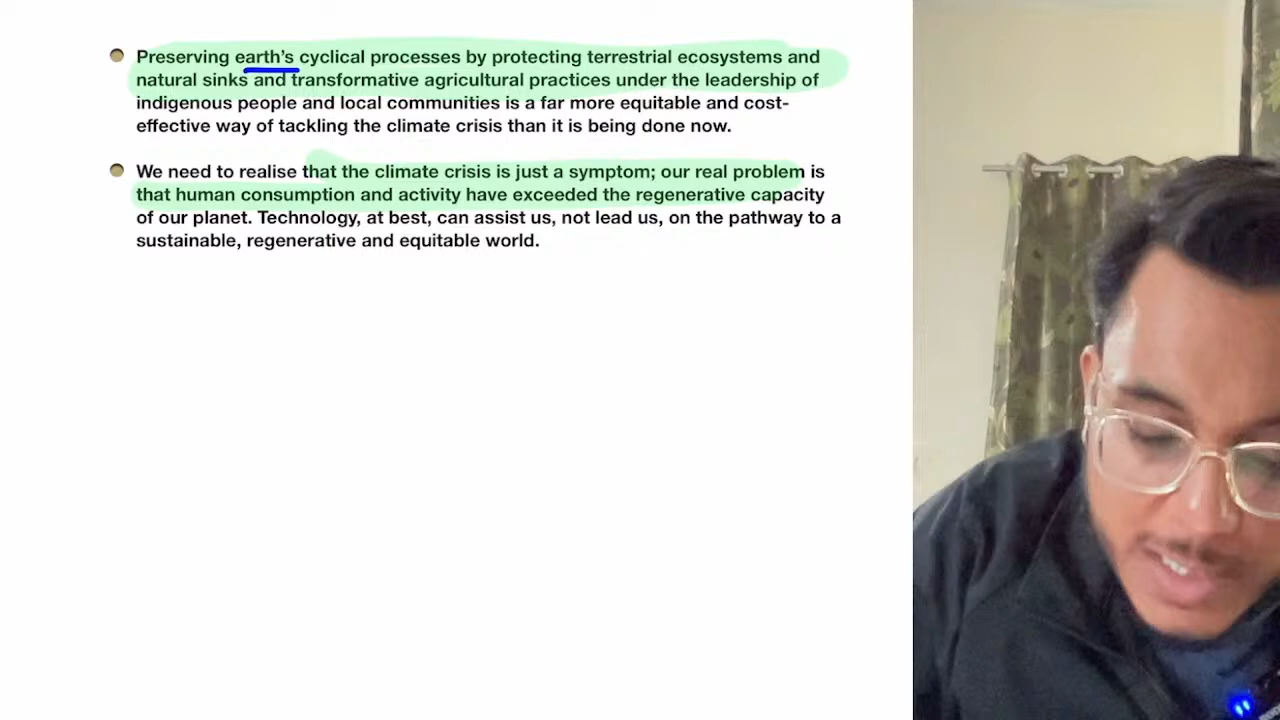 Preserving earth's cyclical processes by protecting terrestrial ecosystems and
natural sinks and transformative agricultural practices under the leadership of
indigenous people and local communities is a far more equitable and cost-
effective way of tackling the climate crisis than it is being done now.
We need to realise that the climate crisis is just a symptom; our real problem is
that human consumption and activity have exceeded the regenerative capacity
of our planet. Technology, at best, can assist us, not lead us, on the pathway to a
sustainable, regenerative and equitable world.